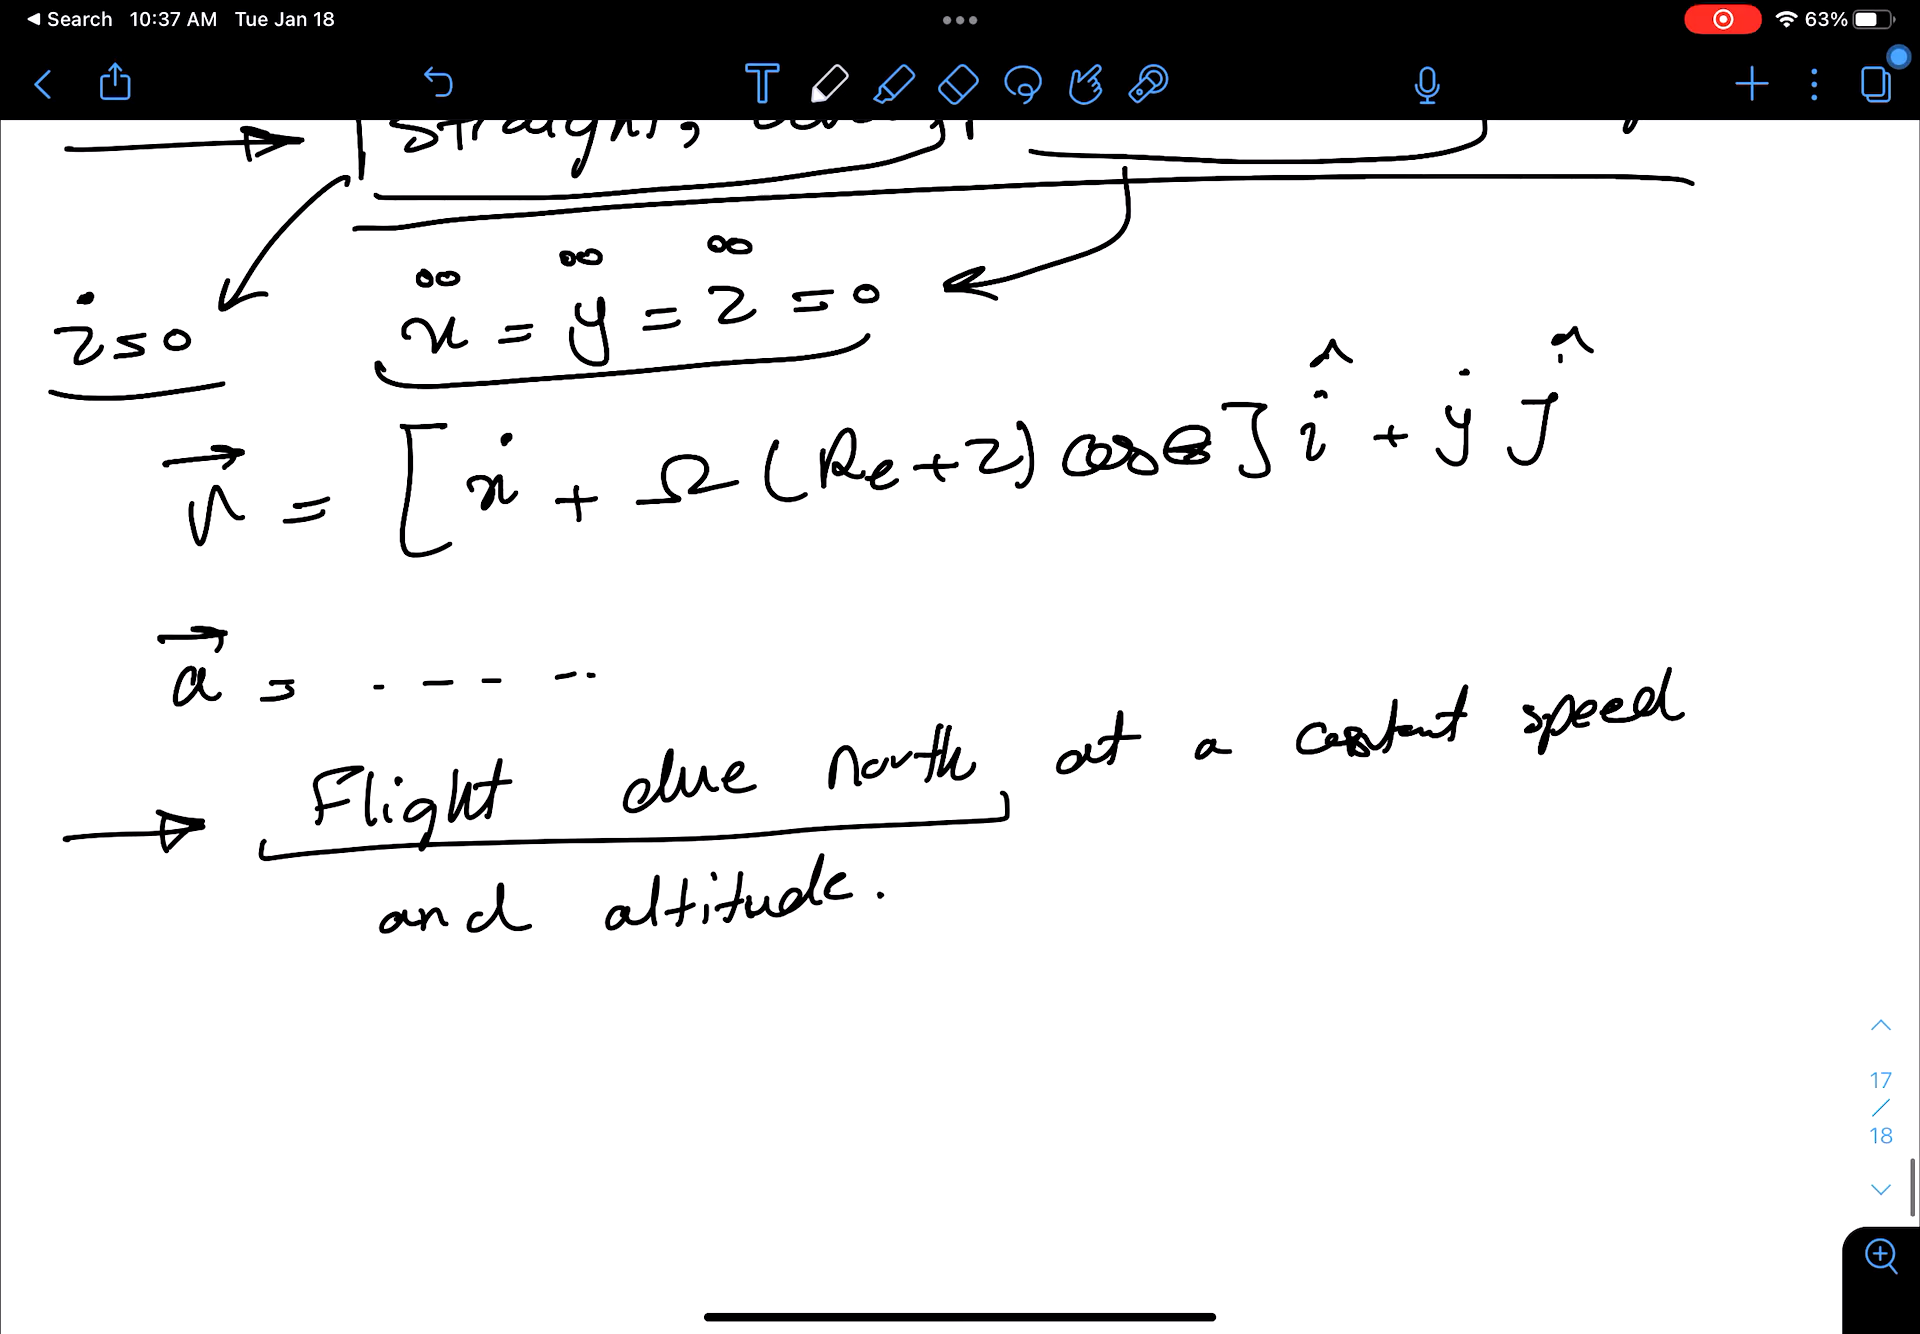 Search 10:37 AM Tue Jan 18 63%
straight,
ż = 0 ẍ = ÿ = z̈ = 0
v⃗ = [ẋ + Ω (Re + z) cos θ] î + ẏ ĵ
a⃗ = . - - - - ..
→ Flight due north at a constant speed
and altitude.
17
/
18